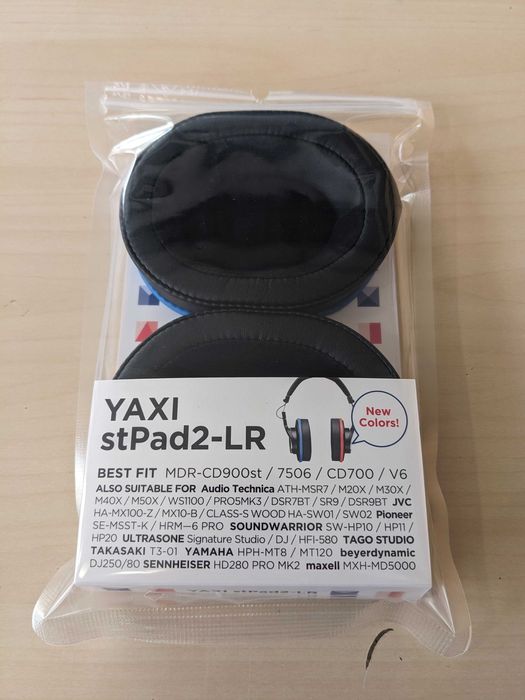 YAXI
stPad2-LR
New
Colors!
BEST FIT MDR-CD900st / 7506 / CD700 / V6
ALSO SUITABLE FOR Audio Technica ATH-MSR7 / M20X / M30X /
M40X / M50X / WS1100 / PRO5MK3 / DSR7BT / SR9 / DSR9BT JVC
HA-MX100-Z / MX10-B / CLASS-S WOOD HA-SW01 / SW02 Pioneer
SE-MSST-K / HRM-6 PRO SOUNDWARRIOR SW-HP10 / HP11 /
HP20 ULTRASONE Signature Studio / DJ / HFI-580 TAGO STUDIO
TAKASAKI T3-01 YAMAHA HPH-MT8 / MT120 beyerdynamic
DJ250/80 SENNHEISER HD280 PRO MK2 maxell MXH-MD5000
YAXI stPad2-LR